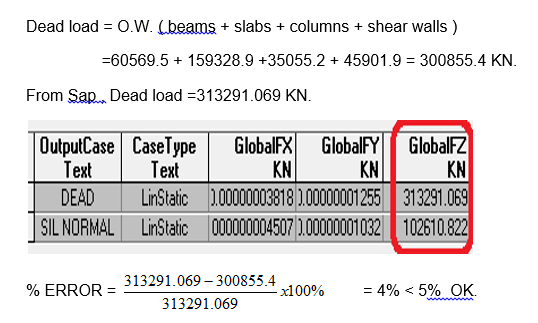 Dead load = O.W. ( beams + slabs + columns + shear walls )
=60569.5 + 159328.9 +35055.2 + 45901.9 = 300855.4 KN.
From Sap , Dead load =313291.069 KN.
OutputCase CaseType GlobalFX GlobalFY GlobalFZ
Text Text KN KN KN
DEAD LinStatic 0.00000003818 0.00000001255 313291.069
SIL NORMAL LinStatic 000000004507 0.00000001032 102610.822
% ERROR = 313291.069 – 300855.4 x100% = 4% < 5% OK.
313291.069